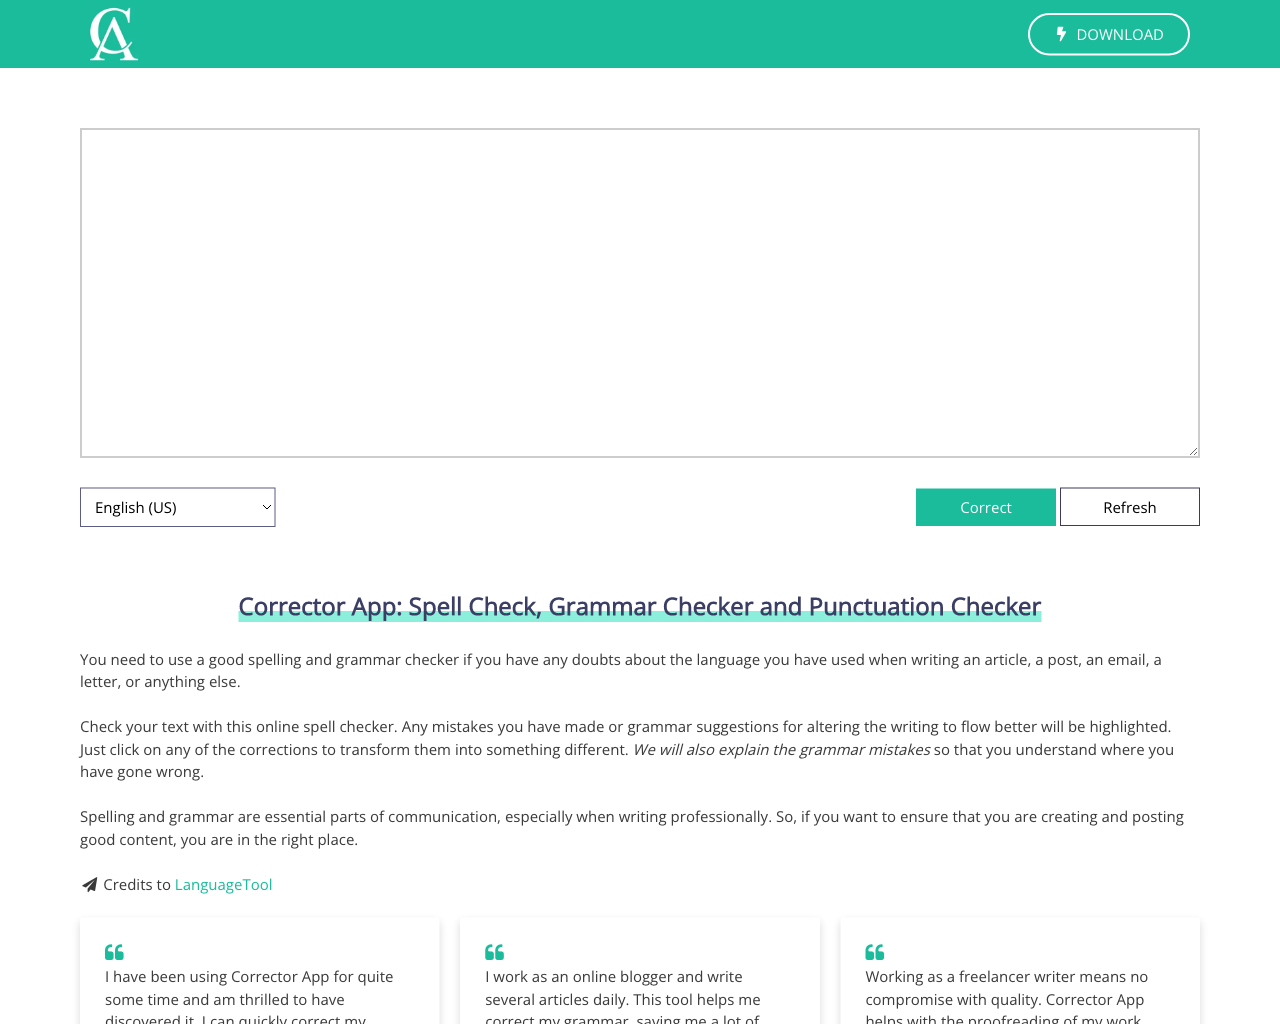 CA
DOWNLOAD
English (US)
Correct
Refresh
Corrector App: Spell Check, Grammar Checker and Punctuation Checker
You need to use a good spelling and grammar checker if you have any doubts about the language you have used when writing an article, a post, an email, a
letter, or anything else.
Check your text with this online spell checker. Any mistakes you have made or grammar suggestions for altering the writing to flow better will be highlighted.
Just click on any of the corrections to transform them into something different. We will also explain the grammar mistakes so that you understand where you
have gone wrong.
Spelling and grammar are essential parts of communication, especially when writing professionally. So, if you want to ensure that you are creating and posting
good content, you are in the right place.
Credits to LanguageTool
I have been using Corrector App for quite
some time and am thrilled to have
discovered it. I can quickly correct my
I work as an online blogger and write
several articles daily. This tool helps me
correct my grammar, saving me a lot of
Working as a freelancer writer means no
compromise with quality. Corrector App
helps with the proofreading of my work